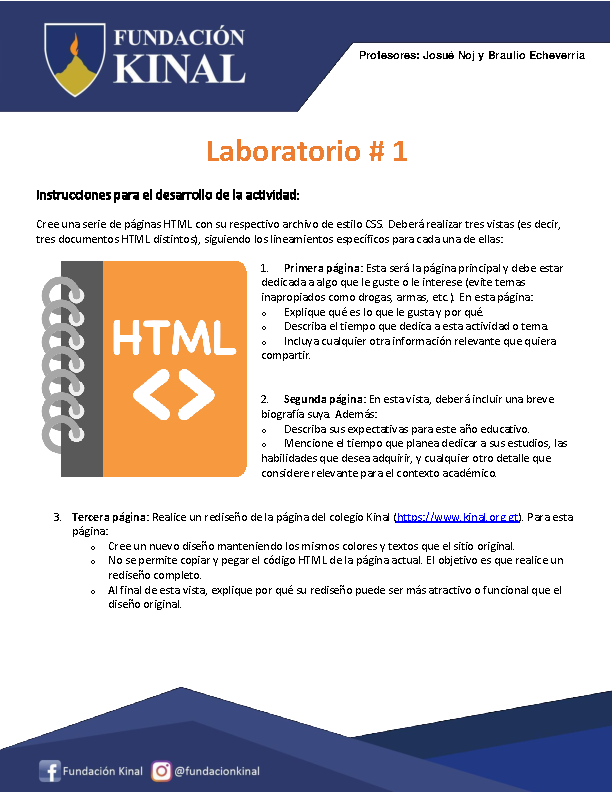 FUNDACIÓN
KINAL
Profesores: Josué Noj y Braulio Echeverria
Laboratorio # 1
Instrucciones para el desarrollo de la actividad:
Cree una serie de páginas HTML con su respectivo archivo de estilo CSS. Deberá realizar tres vistas (es decir,
tres documentos HTML distintos), siguiendo los lineamientos específicos para cada una de ellas:
HTML
<>
1. Primera página: Esta será la página principal y debe estar
dedicada a algo que le guste o le interese (evite temas
inapropiados como drogas, armas, etc.). En esta página:
o Explique qué es lo que le gusta y por qué.
o Describa el tiempo que dedica a esta actividad o tema.
o Incluya cualquier otra información relevante que quiera
compartir.
2. Segunda página: En esta vista, deberá incluir una breve
biografía suya. Además:
o Describa sus expectativas para este año educativo.
o Mencione el tiempo que planea dedicar a sus estudios, las
habilidades que desea adquirir, y cualquier otro detalle que
considere relevante para el contexto académico.
3. Tercera página: Realice un rediseño de la página del colegio Kinal (https://www.kinal.org.gt). Para esta
página:
o Cree un nuevo diseño manteniendo los mismos colores y textos que el sitio original.
o No se permite copiar y pegar el código HTML de la página actual. El objetivo es que realice un
rediseño completo.
o Al final de esta vista, explique por qué su rediseño puede ser más atractivo o funcional que el
diseño original.
Fundación Kinal @fundacionkinal